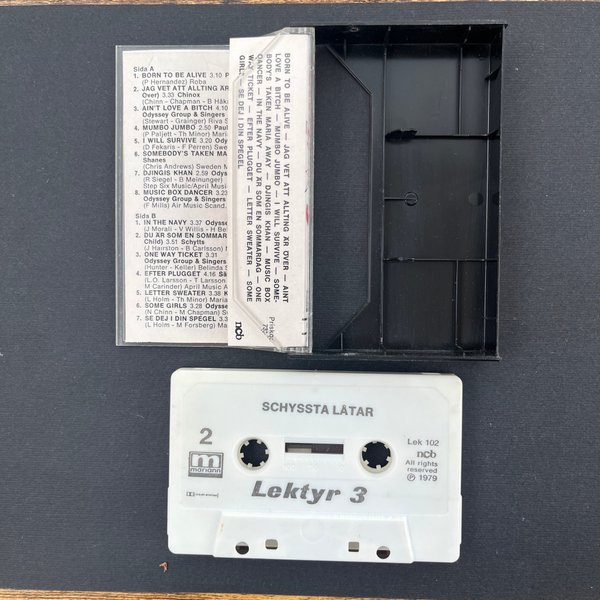 Sida A
1. BORN TO BE ALIVE 3.10 P
(P Hernandez) Roba
2. JAG VET ATT ALLTING ÄR
Over) 3.33 Chinox
(Chinn - Chapman - B Håk
3. AIN'T LOVE A BITCH 4.10
Odyssey Group & Singers
(Stewart - Grainger) Riva S
4. MUMBO JUMBO 2.50 Paul
(P Paljett - Th Minor) Mari
5. I WILL SURVIVE 3.20 Od
(D Fekaris - F Perren) Sw
6. SOMEBODY'S TAKEN MA
Shanes
(Chris Andrews) Sweden M
7. DJINGIS KHAN 2.59 Odys
(R Siegel - B Meinunger)
Step Six Music/April Musi
8. MUSIC BOX DANCER 3.23
Odyssey Group & Singers
(F Mills) Air Music Scand.
Sida B
1. IN THE NAVY 3.37 Odysse
(J Morali - V Willis - H Be
2. DU ÄR SOM EN SOMMAR
Child) 3.51 Schytts
(J Hairston - B Carlsson) N
3. ONE WAY TICKET 3.31
Odyssey Group & Singers
(Hunter - Keller) Belinda S
4. EFTER PLUGGET 4.16
(L.O. Larsson - T Larsson
M Carinder) April Music A
5. LETTER SWEATER 3.38 K
(L Holm - Th Minor) Maria
6. SOME GIRLS 3.28 Odysse
(N Chinn - M Chapman) Sw
7. SE DEJ I DIN SPEGEL 3.3
(L Holm - M Forsberg) Mar
BORN TO BE ALIVE — JAG VET ATT ALLTING ÄR OVER — AINT
LOVE A BITCH — MUMBO JUMBO — I WILL SURVIVE — SOME-
BODY'S TAKEN MARIA AWAY — DJINGIS KHAN — MUSIC BOX
DANCER — IN THE NAVY — DU ÄR SOM EN SOMMARDAG — ONE
WAY TICKET — EFTER PLUGGET — LETTER SWEATER — SOME
GIRLS — SE DEJ I DIN SPEGEL
ncb
SCHYSSTA LÅTAR
2
Lek 102
ncb
All rights
reserved
℗ 1979
m
mariann
Lektyr 3